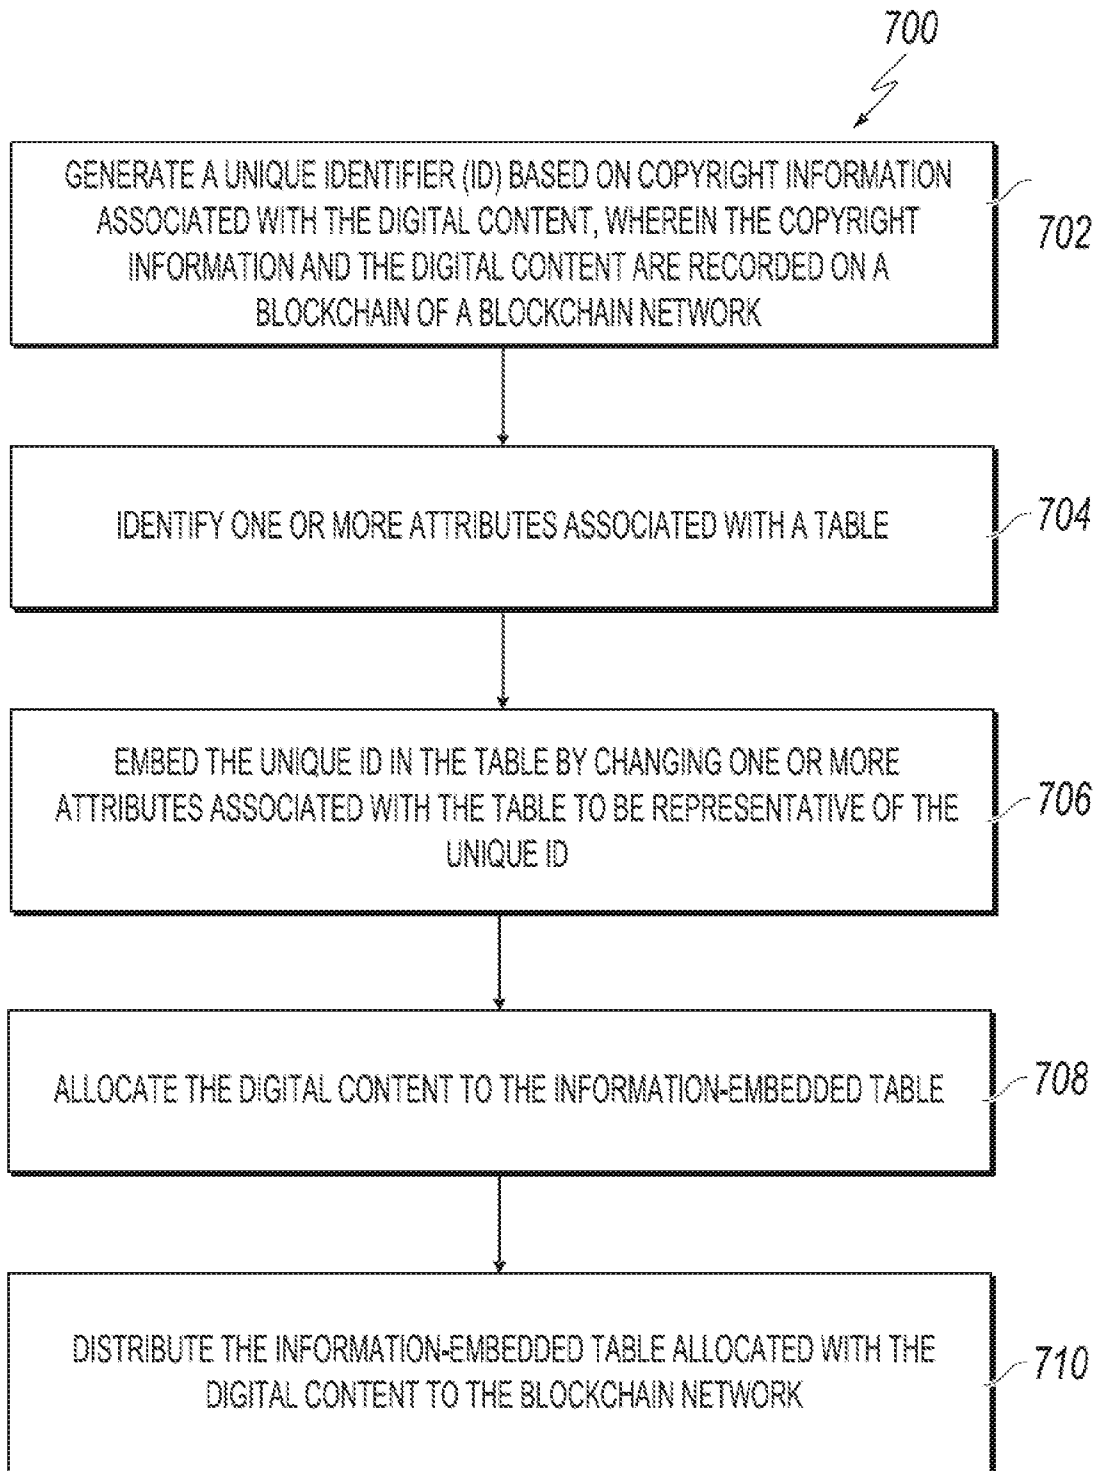 700
GENERATE A UNIQUE IDENTIFIER (ID) BASED ON COPYRIGHT INFORMATION
ASSOCIATED WITH THE DIGITAL CONTENT, WHEREIN THE COPYRIGHT
INFORMATION AND THE DIGITAL CONTENT ARE RECORDED ON A
BLOCKCHAIN OF A BLOCKCHAIN NETWORK
702
IDENTIFY ONE OR MORE ATTRIBUTES ASSOCIATED WITH A TABLE
704
EMBED THE UNIQUE ID IN THE TABLE BY CHANGING ONE OR MORE
ATTRIBUTES ASSOCIATED WITH THE TABLE TO BE REPRESENTATIVE OF THE
UNIQUE ID
706
ALLOCATE THE DIGITAL CONTENT TO THE INFORMATION-EMBEDDED TABLE
708
DISTRIBUTE THE INFORMATION-EMBEDDED TABLE ALLOCATED WITH THE
DIGITAL CONTENT TO THE BLOCKCHAIN NETWORK
710